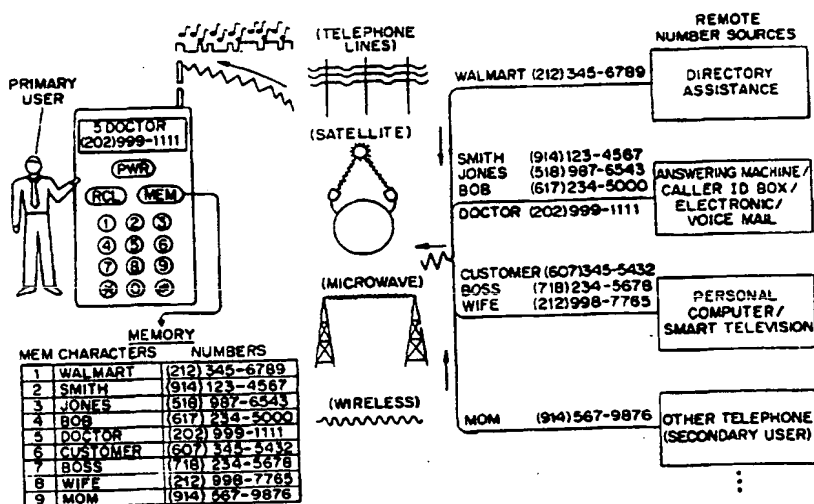 REMOTE
NUMBER SOURCES
(TELEPHONE
LINES)
PRIMARY
USER
5 DOCTOR
(202)999-1111
PWR
RCL MEM
1 2 3
4 5 6
7 8 9
* 0 #
(SATELLITE)
(MICROWAVE)
(WIRELESS)
WALMART (212)345-6789
DIRECTORY
ASSISTANCE
SMITH (914)123-4567
JONES (518)987-6543
BOB (617)234-5000
DOCTOR (202)999-1111
ANSWERING MACHINE/
CALLER ID BOX/
ELECTRONIC/
VOICE MAIL
CUSTOMER (607)345-5432
BOSS (718)234-5678
WIFE (212)998-7765
PERSONAL
COMPUTER/
SMART TELEVISION
MOM (914)567-9876
OTHER TELEPHONE
(SECONDARY USER)
MEMORY
MEM CHARACTERS NUMBERS
1 WALMART (212) 345-6789
2 SMITH (914) 123-4567
3 JONES (518) 987-6543
4 BOB (617) 234-5000
5 DOCTOR (202) 999-1111
6 CUSTOMER (607) 345-5432
7 BOSS (718) 234-5678
8 WIFE (212) 998-7765
9 MOM (914) 567-9876